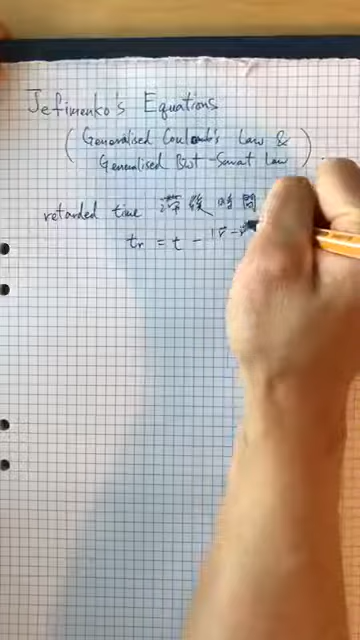 Jefimenko's Equations
(Generalised Coulomb's Law &
Generalised Biot-Savart Law)
retarded time 滯後時間
tr = t - |r⃗ - r⃗